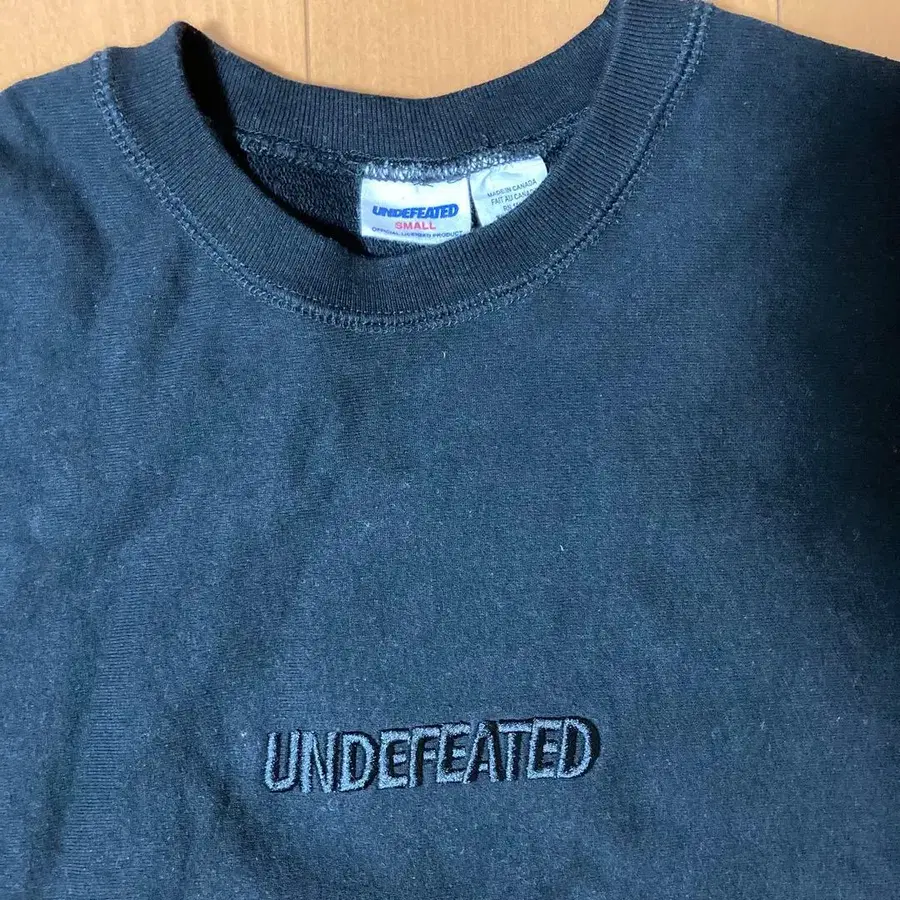 UNDEFEATED
SMALL
OFFICIAL LICENSED PRODUCT
MADE IN CANADA
FAIT AU CANADA
UNDEFEATED